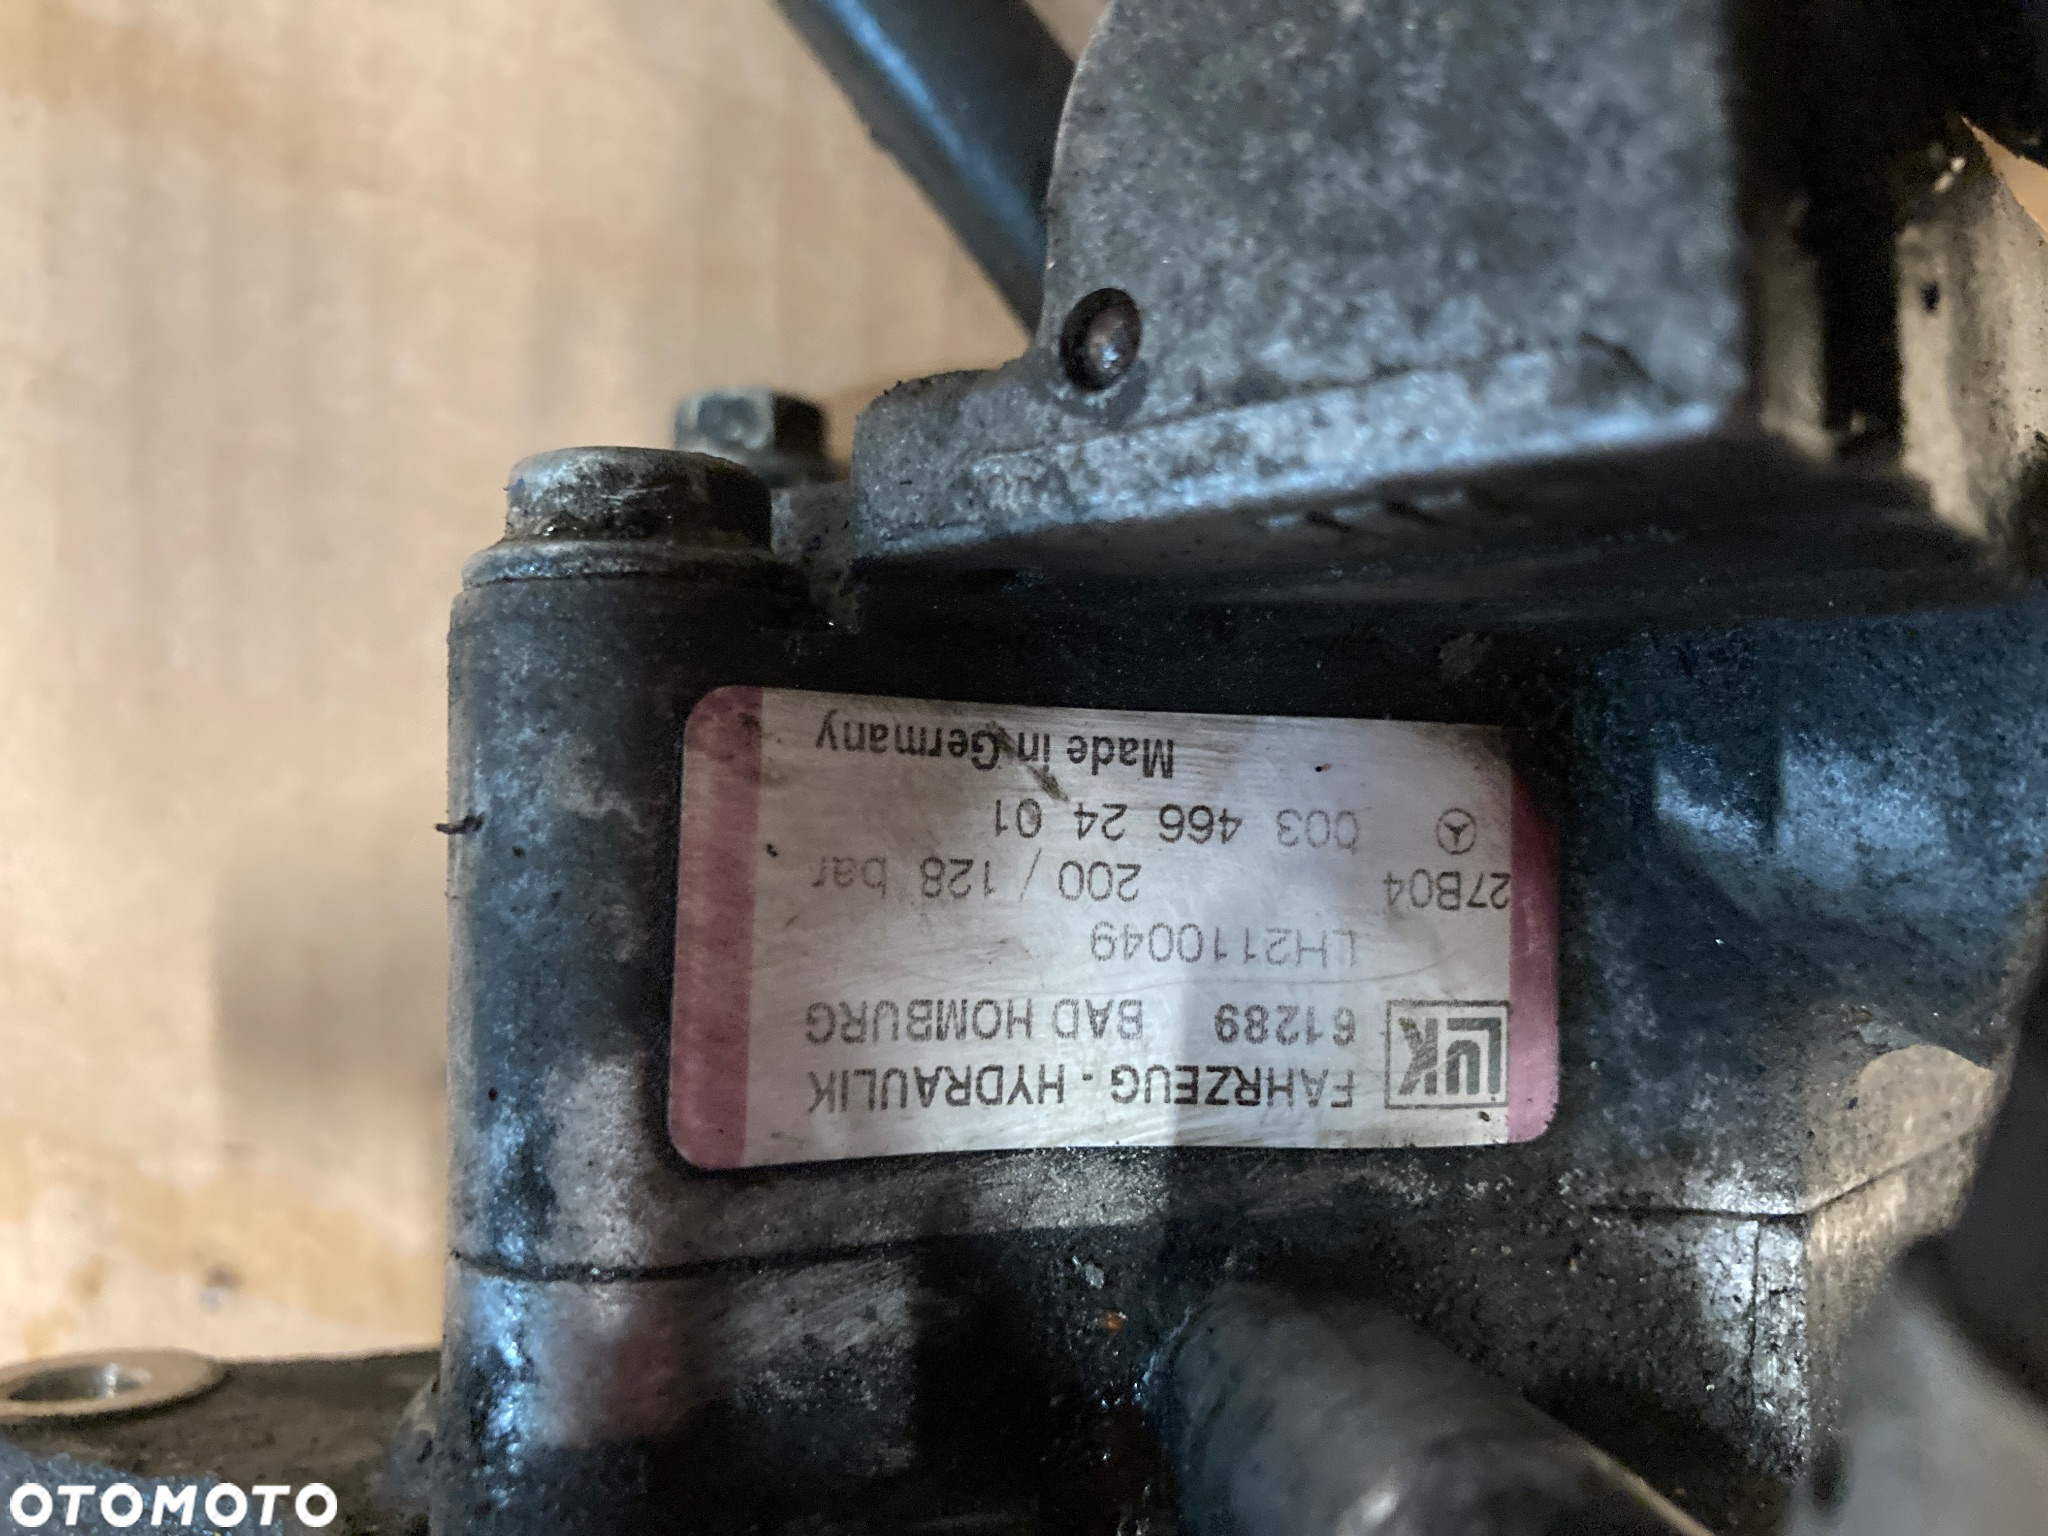 LUK FAHRZEUG - HYDRAULIK
61289 BAD HOMBURG
LH2110049
27B04 200 / 128 bar
003 466 24 01
Made in Germany
OTOMOTO